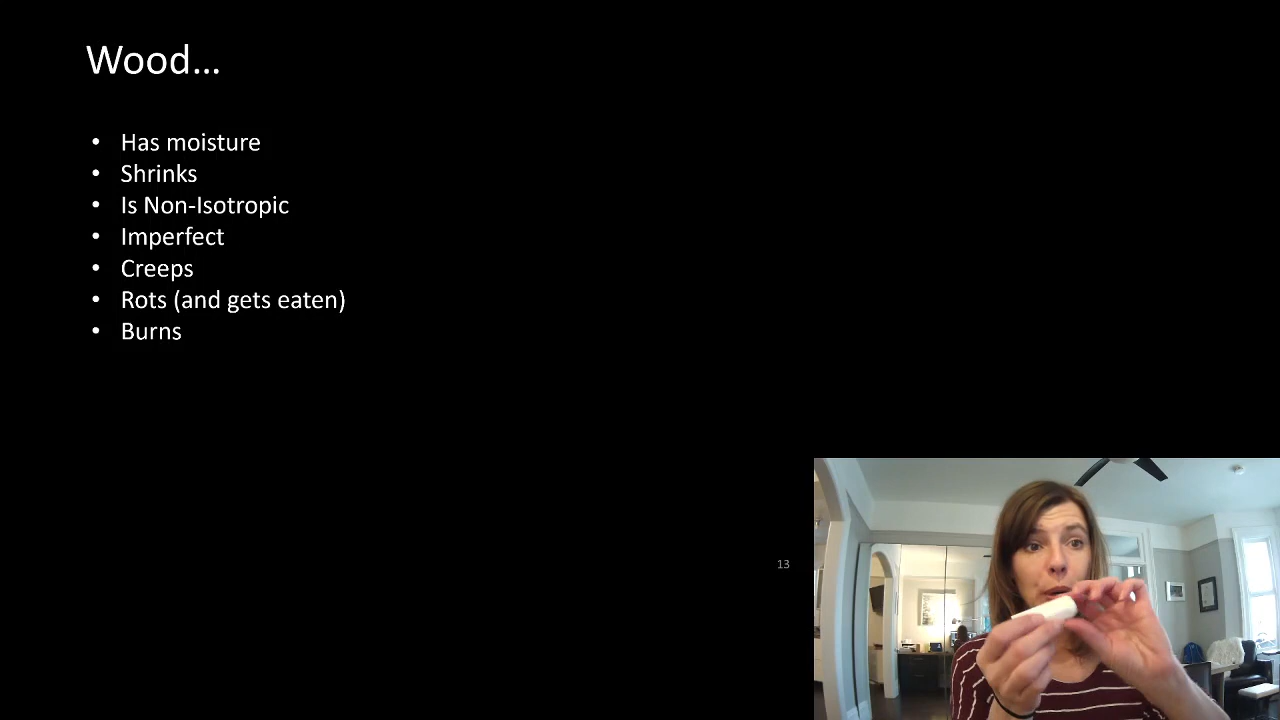 Wood…
• Has moisture
• Shrinks
• Is Non-Isotropic
• Imperfect
• Creeps
• Rots (and gets eaten)
• Burns
13